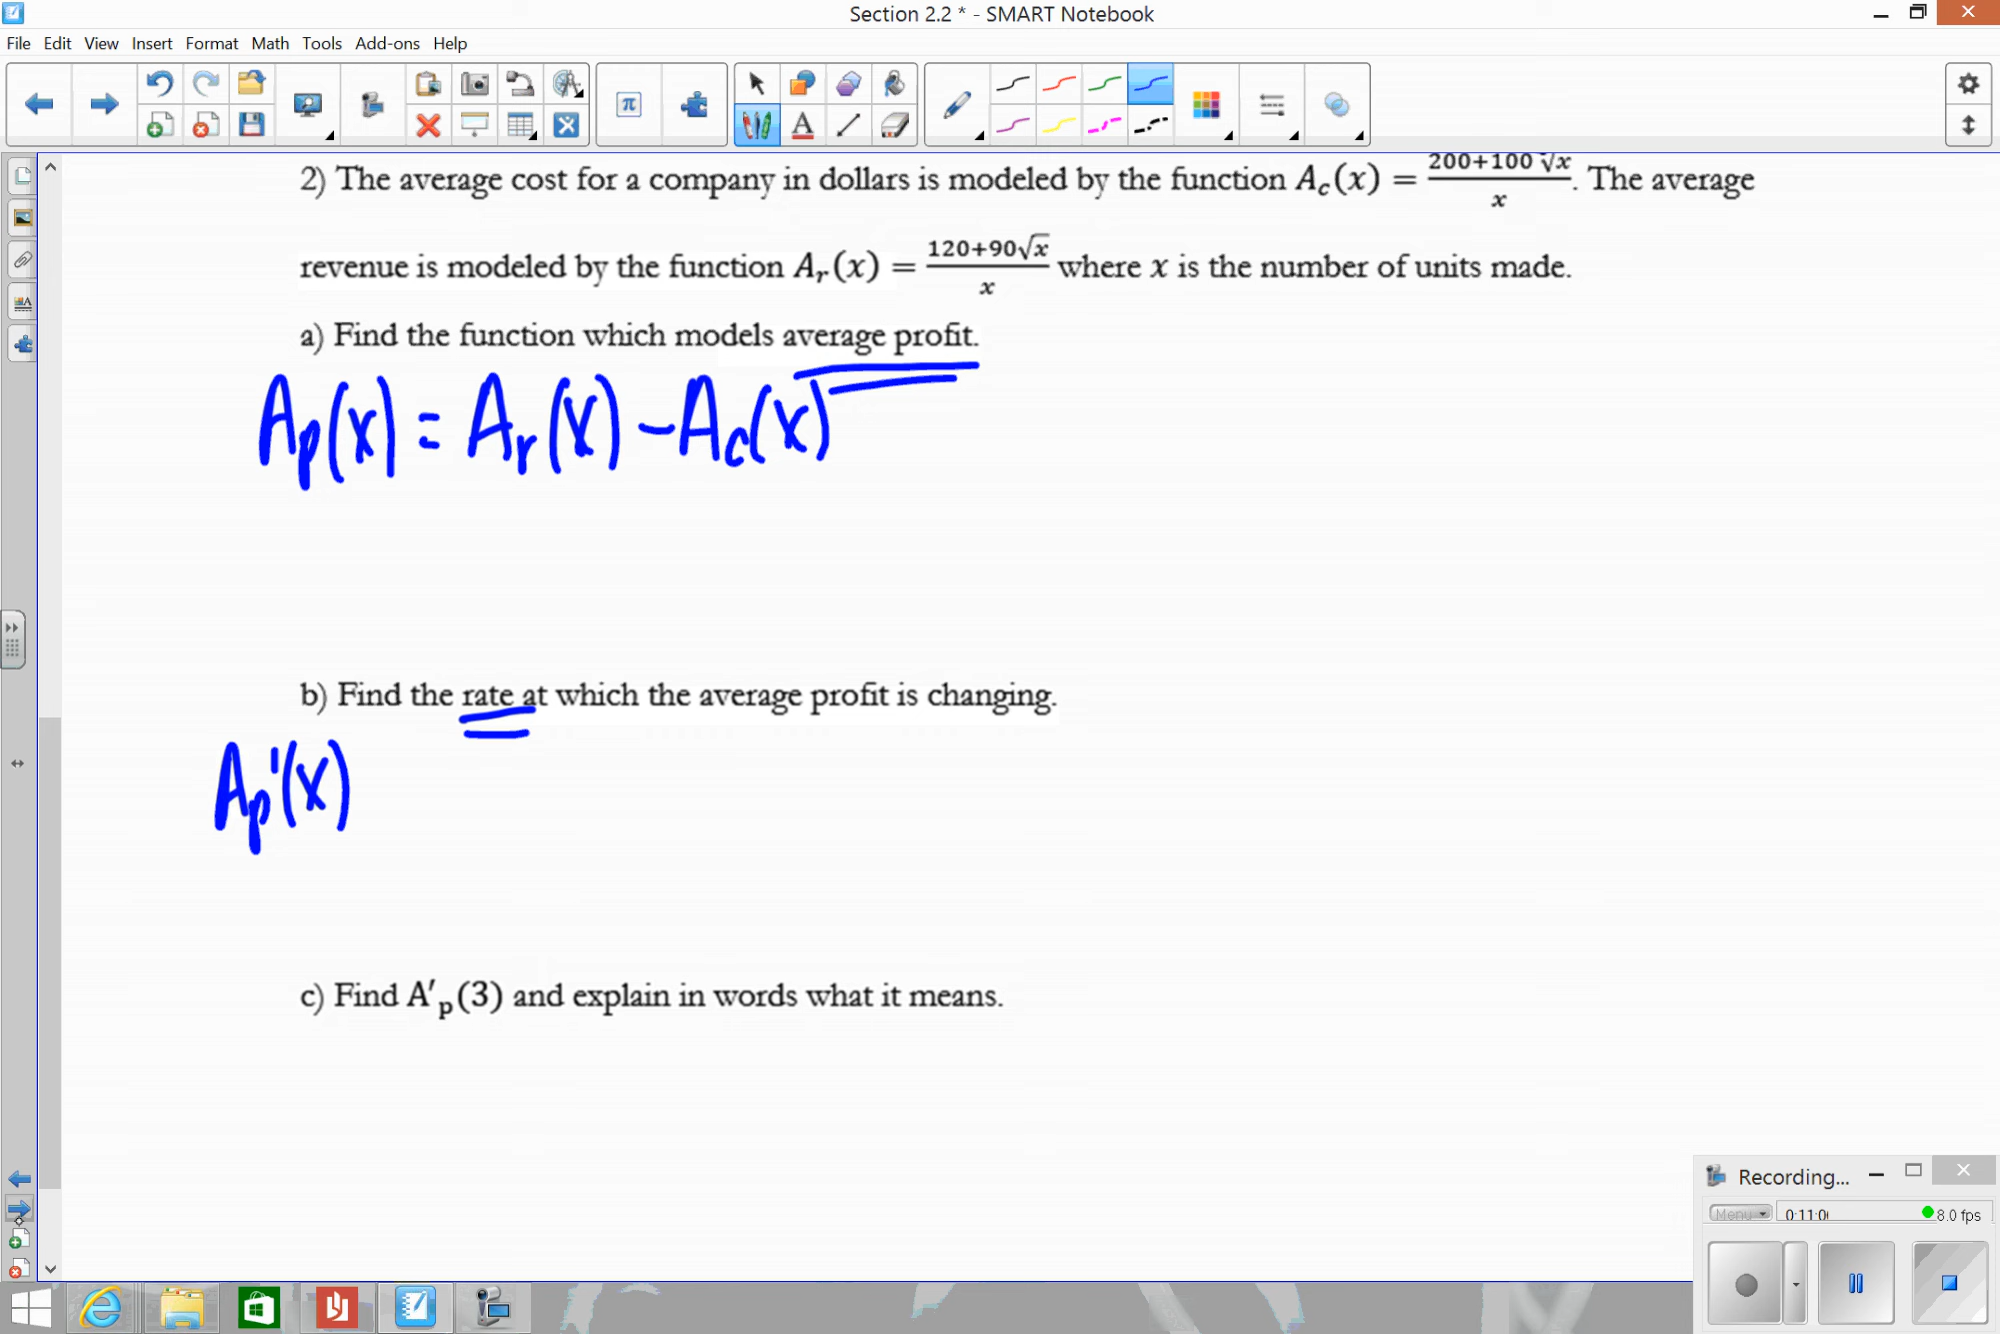 Section 2.2 * - SMART Notebook
File Edit View Insert Format Math Tools Add-ons Help
2) The average cost for a company in dollars is modeled by the function A_c(x) = (200+100 √x)/x. The average
revenue is modeled by the function A_r(x) = (120+90√x)/x where x is the number of units made.
a) Find the function which models average profit.
A_p(x) = A_r(x) - A_c(x)
b) Find the rate at which the average profit is changing.
A_p'(x)
c) Find A′_p(3) and explain in words what it means.
Recording...
Menu 8.0 fps